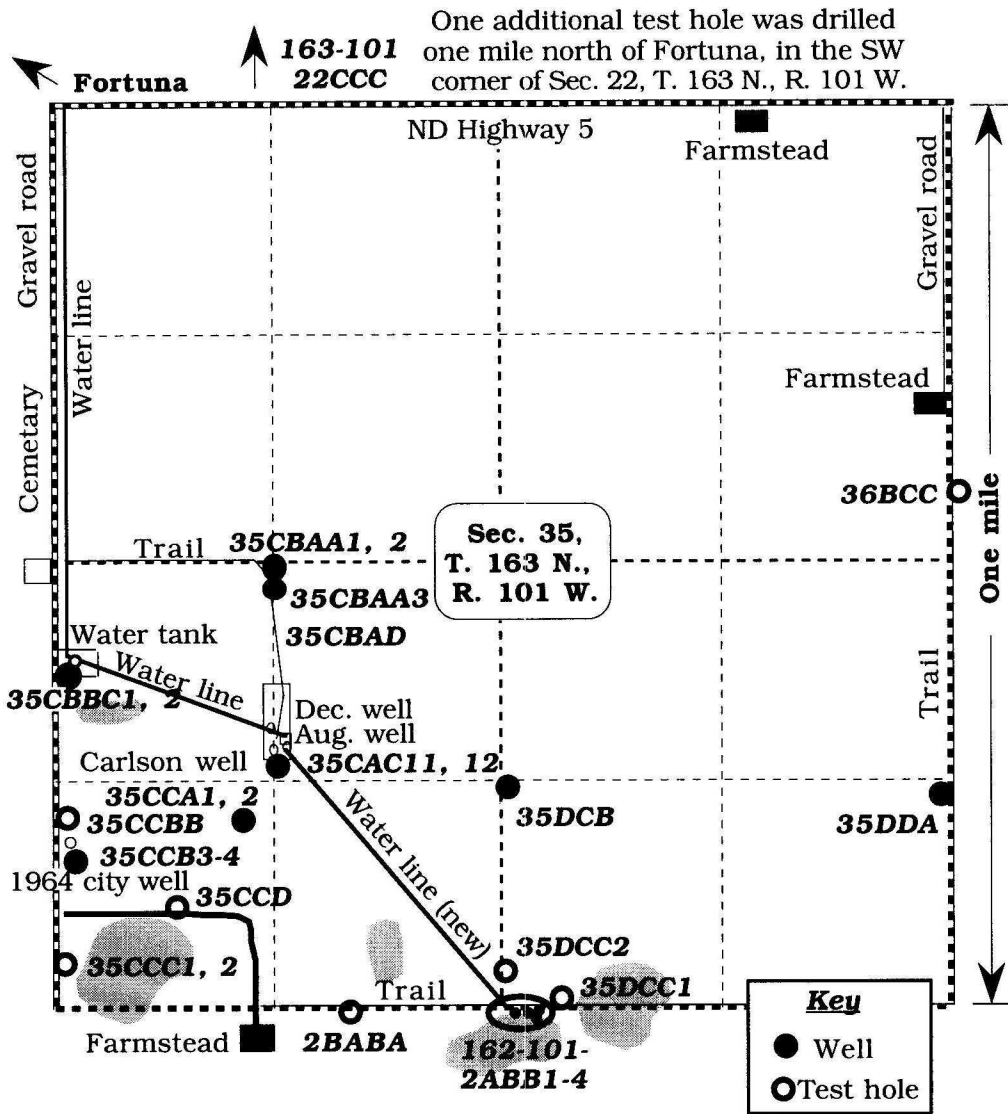 One additional test hole was drilled
one mile north of Fortuna, in the SW
corner of Sec. 22, T. 163 N., R. 101 W.
163-101
22CCC
Fortuna
ND Highway 5
Farmstead
Gravel road
Gravel road
Water line
Cemetary
Farmstead
36BCC
One mile
Sec. 35,
T. 163 N.,
R. 101 W.
Trail
35CBAA1, 2
35CBAA3
35CBAD
Water tank
Water line
35CBBC1, 2
Trail
Dec. well
Aug. well
Carlson well
35CAC11, 12
35CCA1, 2
35CCBB
35DCB
35DDA
35CCB3-4
1964 city well
Water line (new)
35CCD
35DCC2
35CCC1, 2
35DCC1
Trail
Farmstead
2BABA
162-101-
2ABB1-4
Key
Well
Test hole